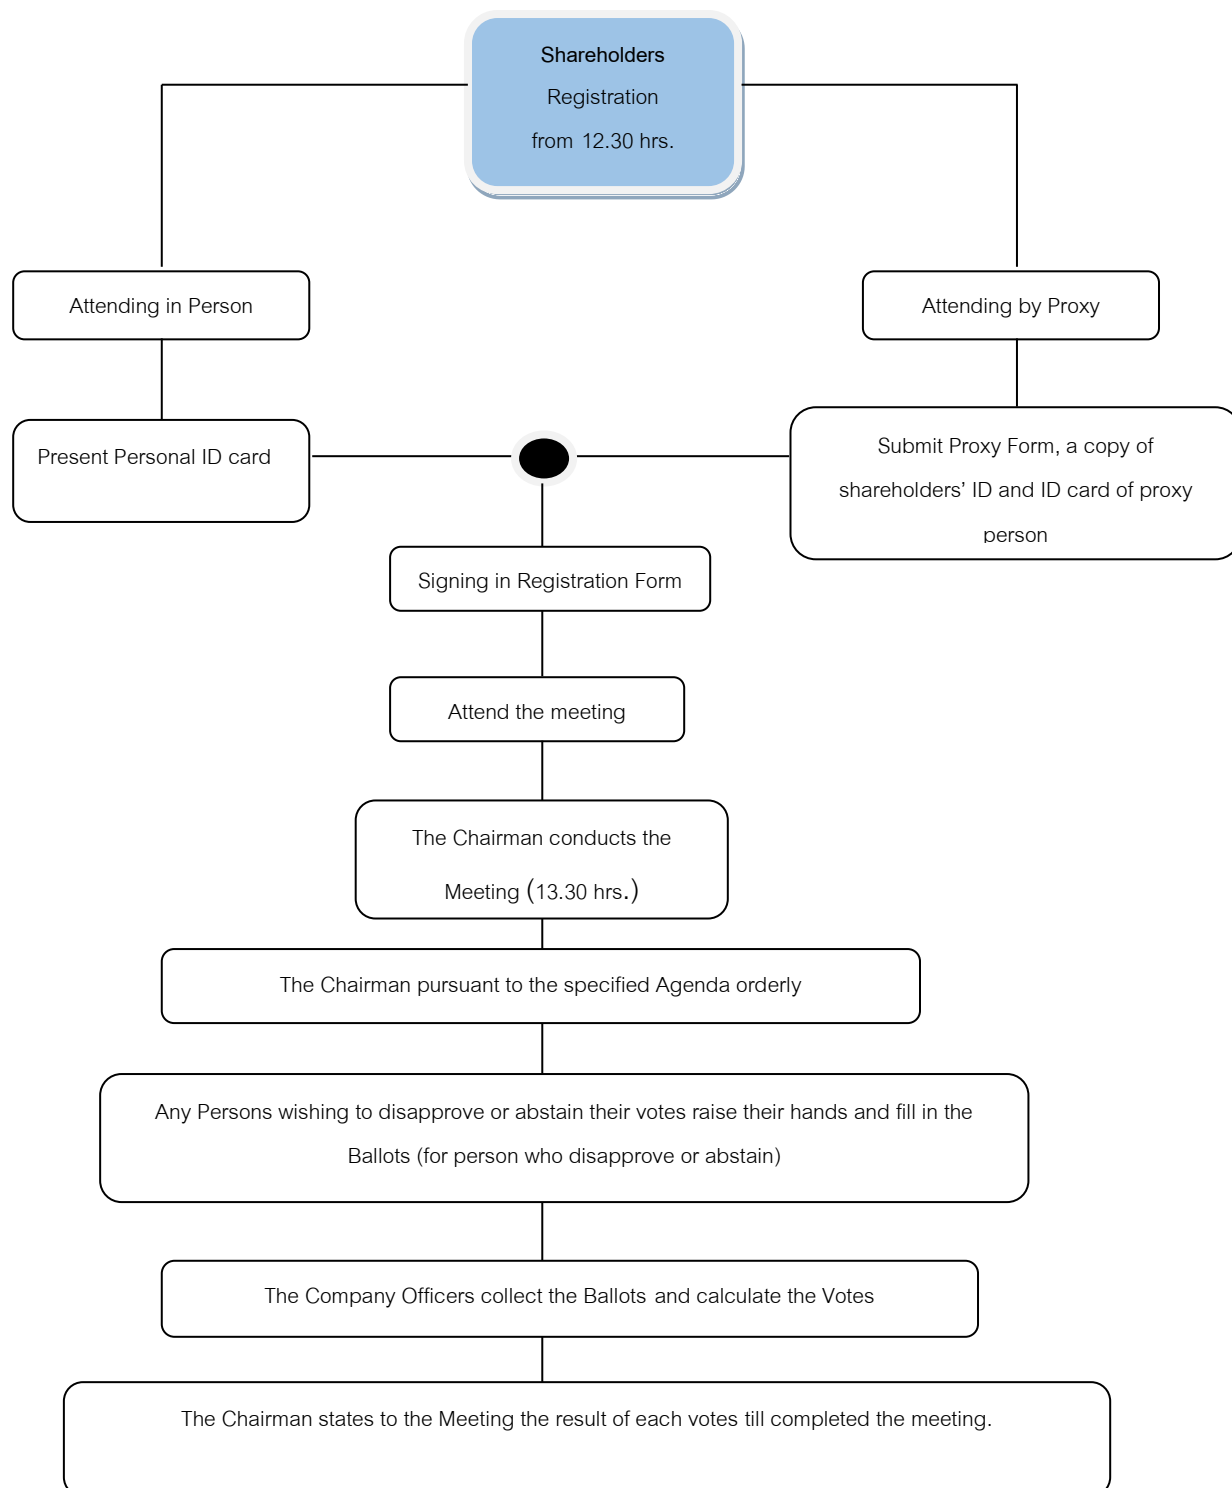 Shareholders
Registration
from 12.30 hrs.
Attending in Person
Attending by Proxy
Present Personal ID card
Submit Proxy Form, a copy of
shareholders’ ID and ID card of proxy
person
Signing in Registration Form
Attend the meeting
The Chairman conducts the
Meeting (13.30 hrs.)
The Chairman pursuant to the specified Agenda orderly
Any Persons wishing to disapprove or abstain their votes raise their hands and fill in the
Ballots (for person who disapprove or abstain)
The Company Officers collect the Ballots and calculate the Votes
The Chairman states to the Meeting the result of each votes till completed the meeting.